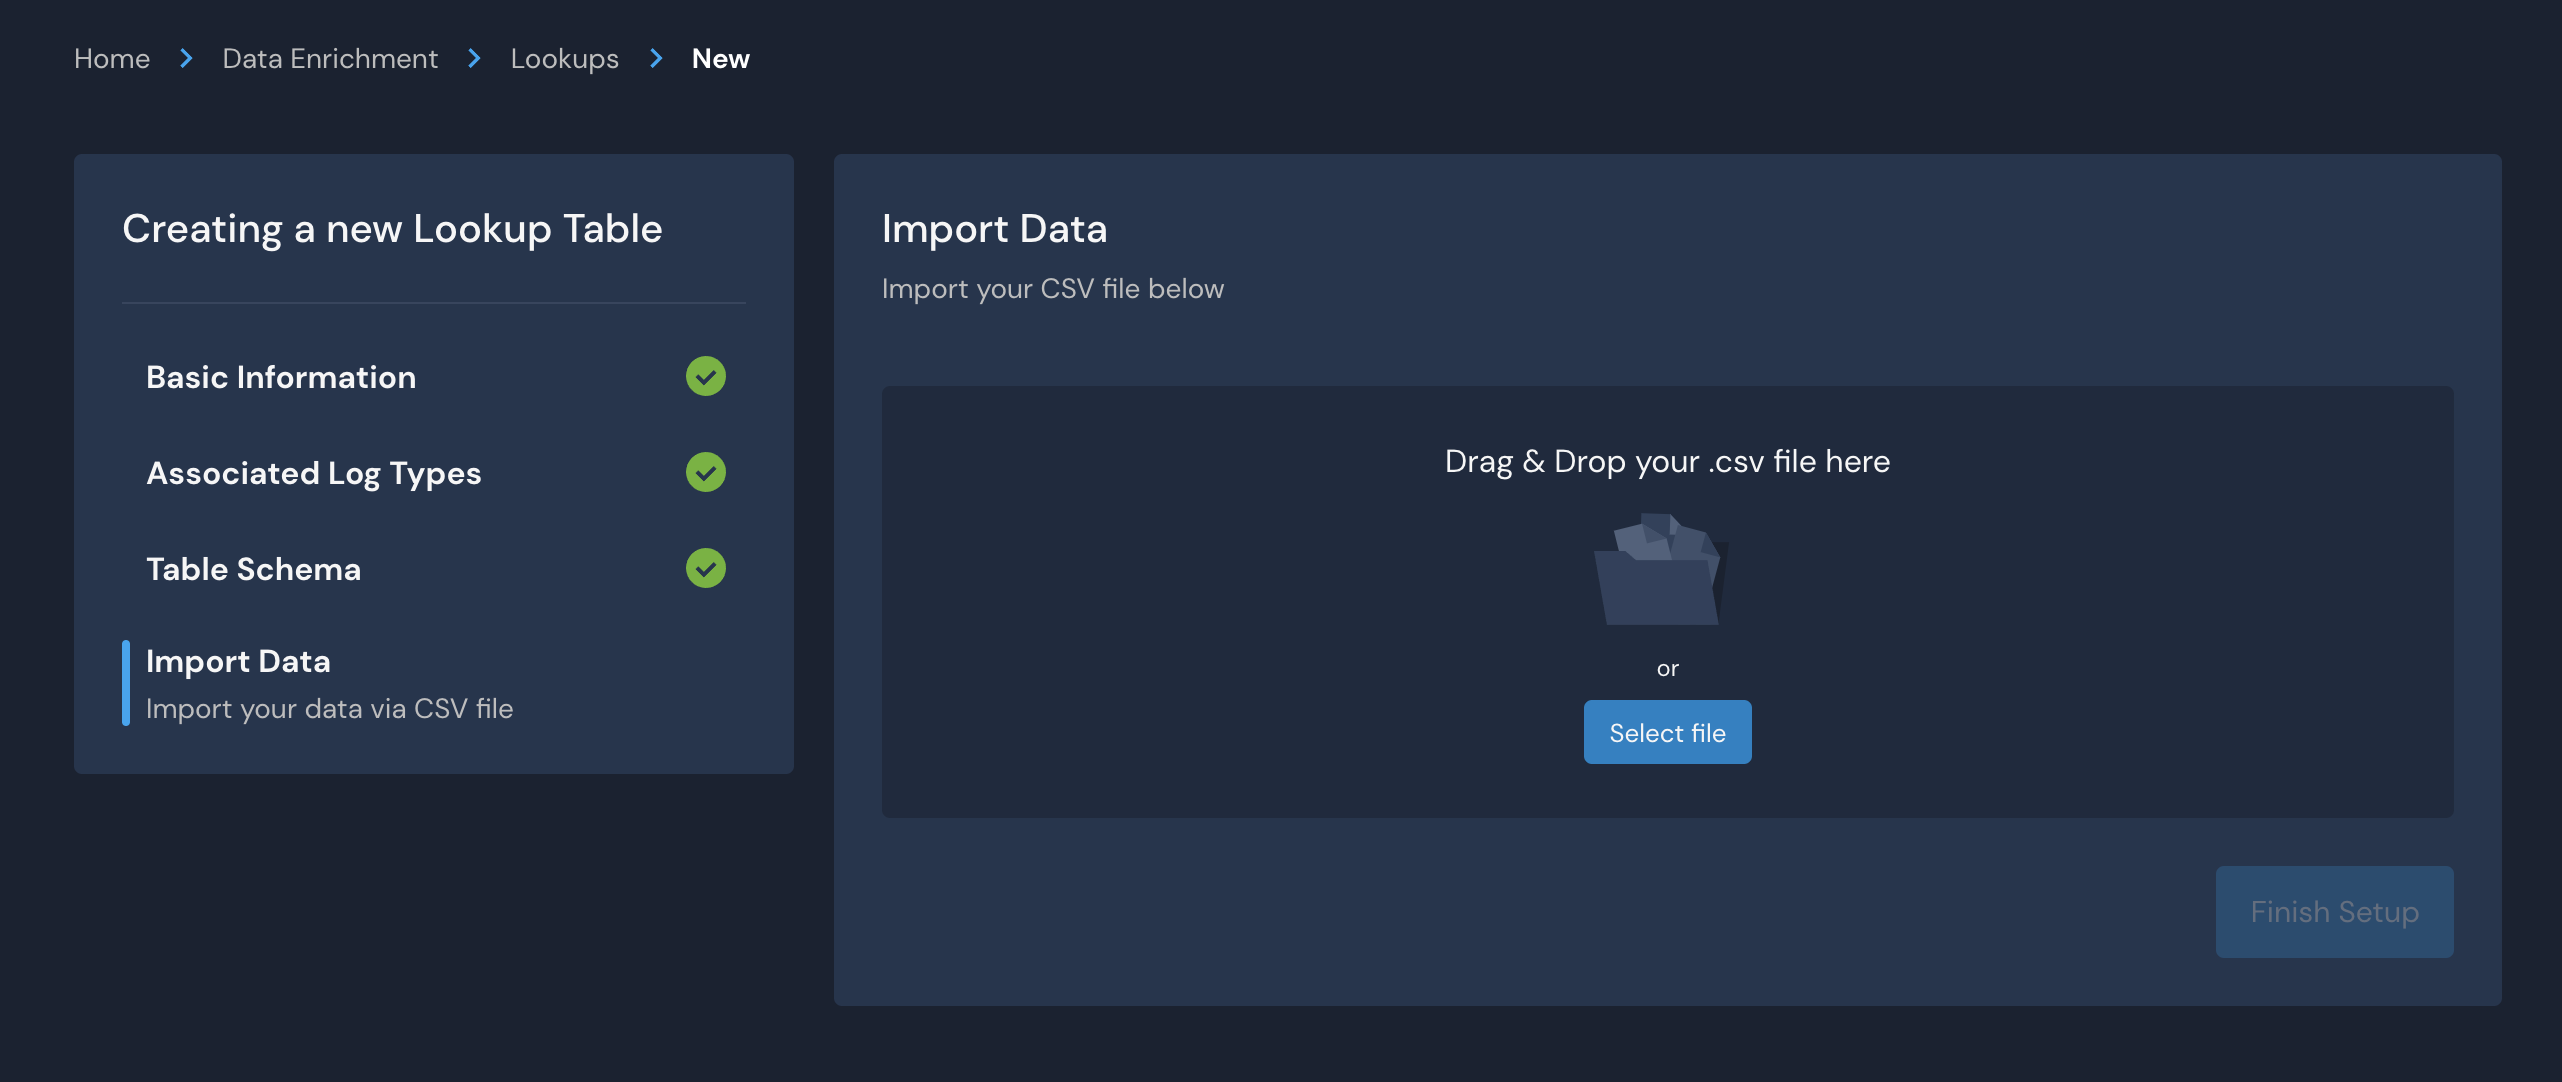 Home Data Enrichment Lookups New
Creating a new Lookup Table
Basic Information
Associated Log Types
Table Schema
Import Data
Import your data via CSV file
Import Data
Import your CSV file below
Drag & Drop your .csv file here
or
Select file
Finish Setup